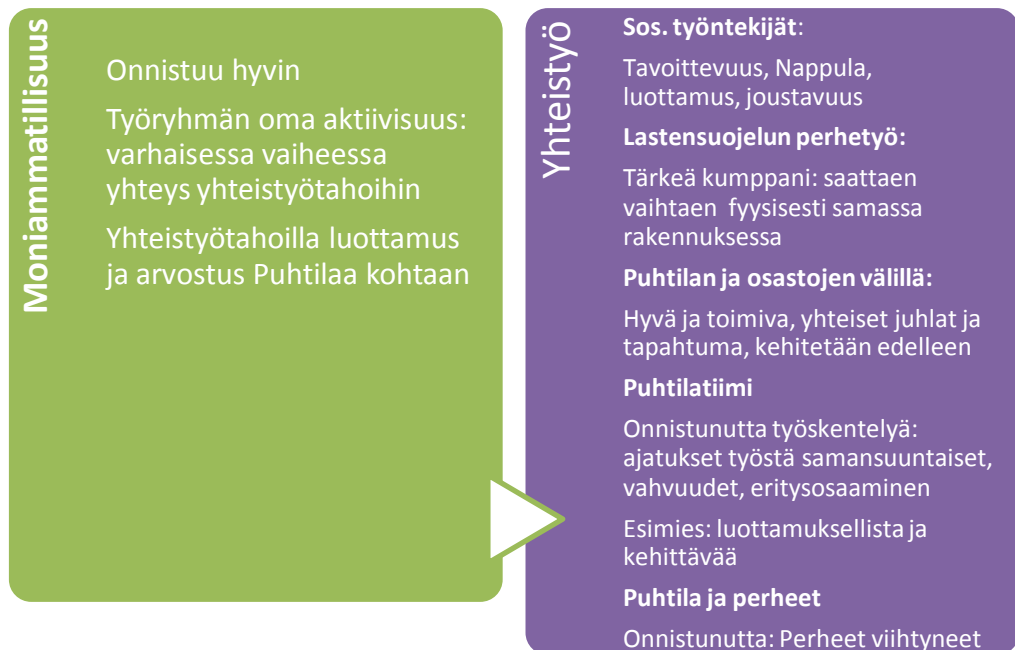 Moniammatillisuus
Onnistuu hyvin
Työryhmän oma aktiivisuus:
varhaisessa vaiheessa
yhteys yhteistyötahoihin
Yhteistyötahoilla luottamus
ja arvostus Puhtilaa kohtaan
Yhteistyö
Sos. työntekijät:
Tavoittevuus, Nappula,
luottamus, joustavuus
Lastensuojelun perhetyö:
Tärkeä kumppani: saattaen
vaihtaen fyysisesti samassa
rakennuksessa
Puhtilan ja osastojen välillä:
Hyvä ja toimiva, yhteiset juhlat ja
tapahtuma, kehitetään edelleen
Puhtilatiimi
Onnistunutta työskentelyä:
ajatukset työstä samansuuntaiset,
vahvuudet, eritysosaaminen
Esimies: luottamuksellista ja
kehittävää
Puhtila ja perheet
Onnistunutta: Perheet viihtyneet